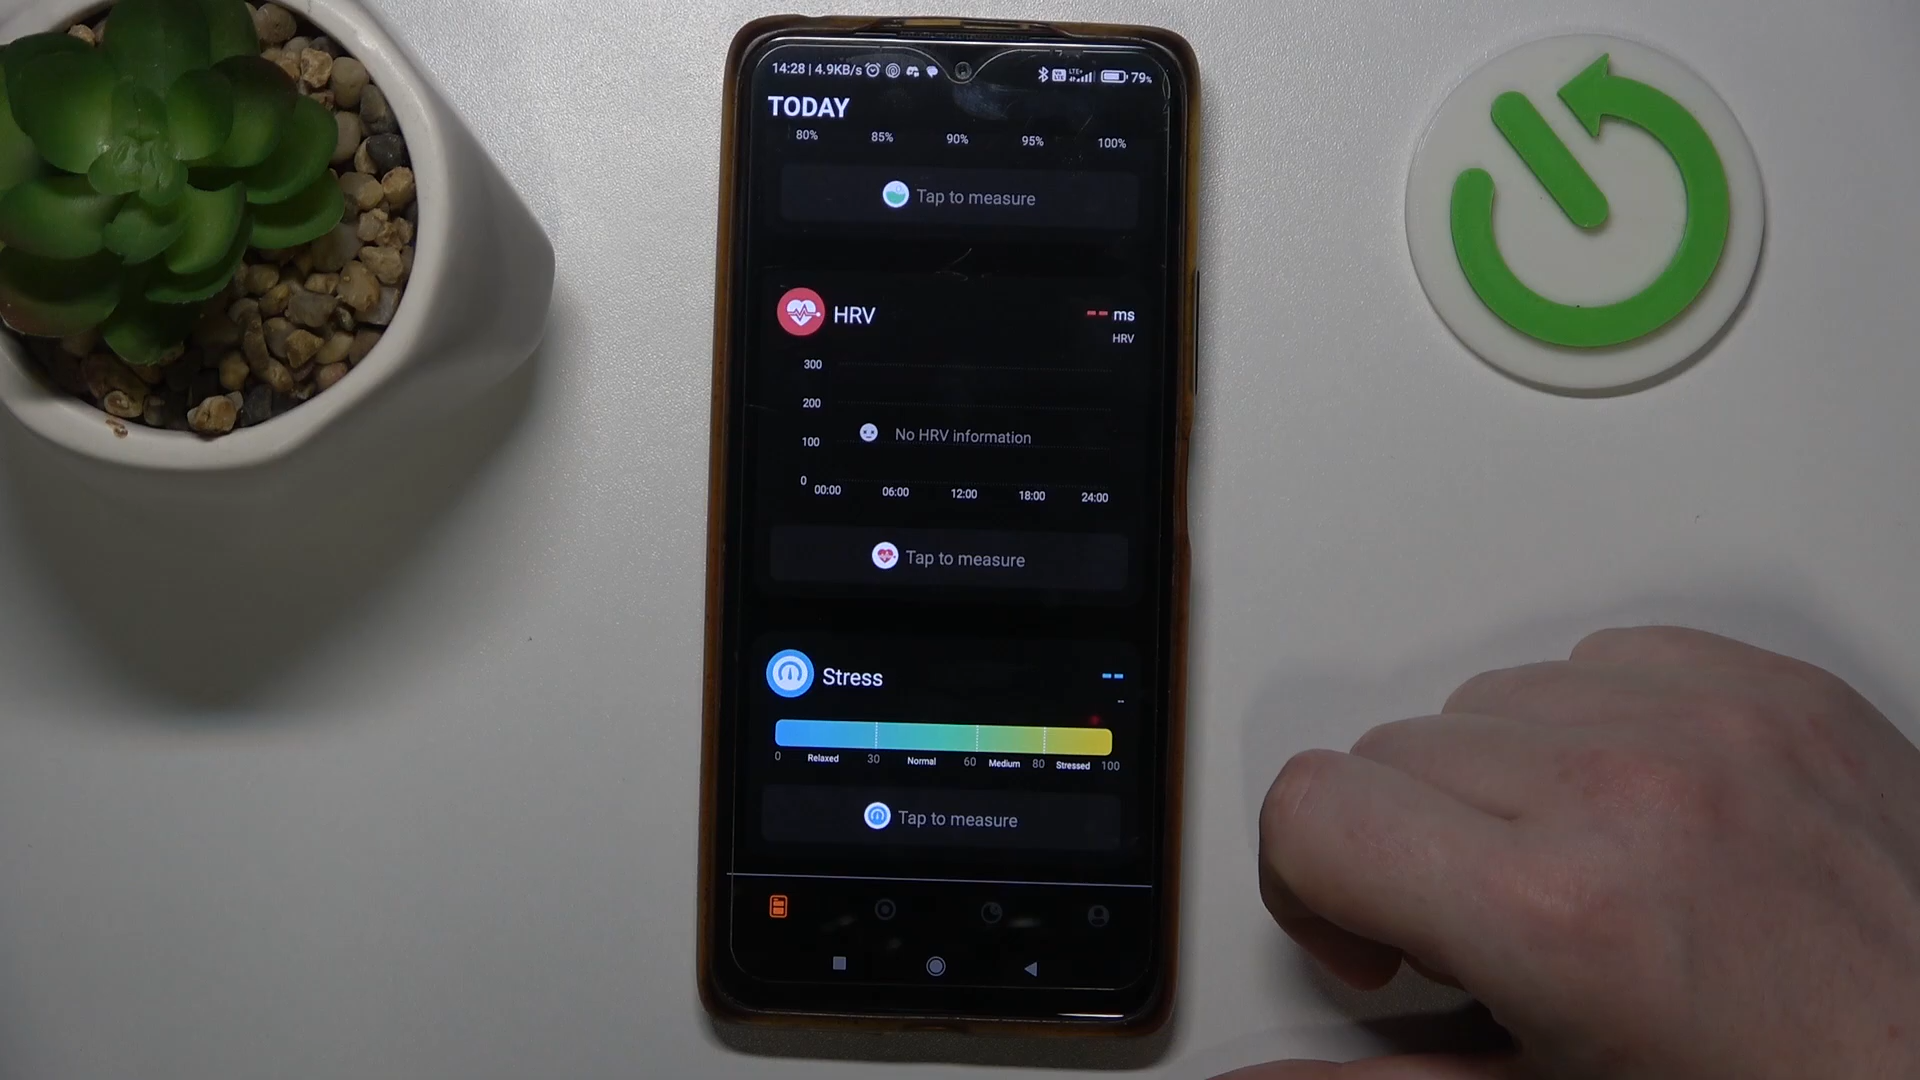 14:28 | 4.9KB/s 79%
TODAY
80% 85% 90% 95% 100%
Tap to measure
HRV -- ms
HRV
300
200
100
No HRV information
0
00:00 06:00 12:00 18:00 24:00
Tap to measure
Stress --
--
0 Relaxed 30 Normal 60 Medium 80 Stressed 100
Tap to measure